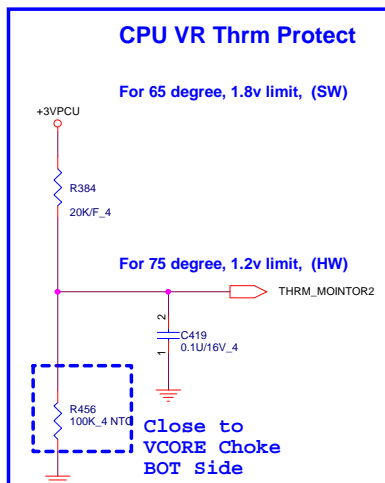 CPU VR Thrm Protect
For 65 degree, 1.8v limit, (SW)
+3VPCU
R384
20K/F_4
For 75 degree, 1.2v limit, (HW)
THRM_MOINTOR2
2
C419
0.1U/16V_4
1
R456
100K_4 NTC
Close to
VCORE Choke
BOT Side